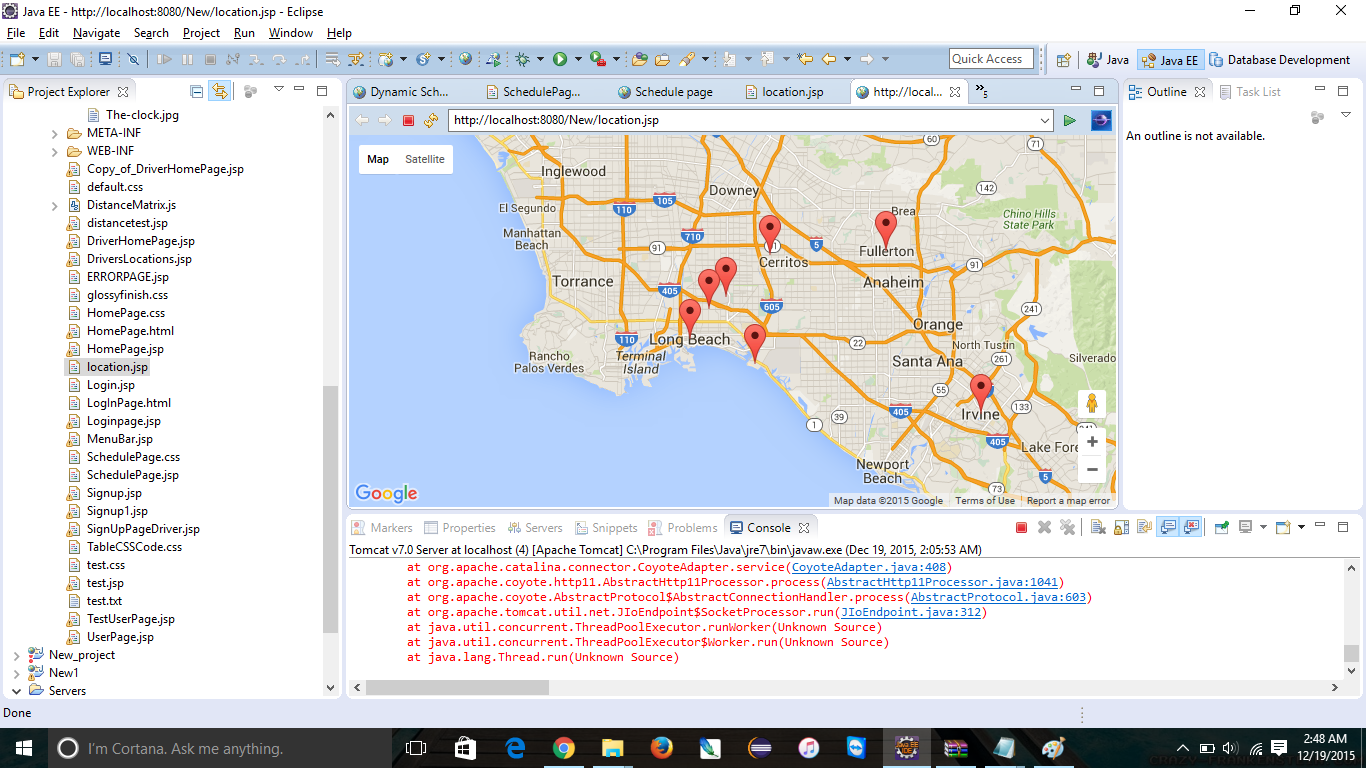 Java EE - http://localhost:8080/New/location.jsp - Eclipse
File Edit Navigate Search Project Run Window Help
Quick Access
Java
Java EE
Database Development
Project Explorer
The-clock.jpg
META-INF
WEB-INF
Copy_of_DriverHomePage.jsp
default.css
DistanceMatrix.js
distancetest.jsp
DriverHomePage.jsp
DriversLocations.jsp
ERRORPAGE.jsp
glossyfinish.css
HomePage.css
HomePage.html
HomePage.jsp
location.jsp
Login.jsp
LogInPage.html
Loginpage.jsp
MenuBar.jsp
SchedulePage.css
SchedulePage.jsp
Signup.jsp
Signup1.jsp
SignUpPageDriver.jsp
TableCSSCode.css
test.css
test.jsp
test.txt
TestUserPage.jsp
UserPage.jsp
New_project
New1
Servers
Dynamic Sch...
SchedulePag...
Schedule page
location.jsp
http://local...
5
http://localhost:8080/New/location.jsp
Map Satellite
Inglewood
Downey
El Segundo
Manhattan
Beach
Torrance
Rancho
Palos Verdes
Terminal
Island
Long Beach
Cerritos
Brea
Fullerton
Anaheim
Chino Hills
State Park
Orange
North Tustin
Santa Ana
Silverado
Irvine
Newport
Beach
Lake Fore
60
71
142
110
105
710
91
91
5
91
405
605
241
110
22
261
55
133
405
39
1
405
241
5
73
Google
Map data ©2015 Google Terms of Use Report a map error
Outline
Task List
An outline is not available.
Markers
Properties
Servers
Snippets
Problems
Console
Tomcat v7.0 Server at localhost (4) [Apache Tomcat] C:\Program Files\Java\jre7\bin\javaw.exe (Dec 19, 2015, 2:05:53 AM)
at org.apache.catalina.connector.CoyoteAdapter.service(CoyoteAdapter.java:408)
at org.apache.coyote.http11.AbstractHttp11Processor.process(AbstractHttp11Processor.java:1041)
at org.apache.coyote.AbstractProtocol$AbstractConnectionHandler.process(AbstractProtocol.java:603)
at org.apache.tomcat.util.net.JIoEndpoint$SocketProcessor.run(JIoEndpoint.java:312)
at java.util.concurrent.ThreadPoolExecutor.runWorker(Unknown Source)
at java.util.concurrent.ThreadPoolExecutor$Worker.run(Unknown Source)
at java.lang.Thread.run(Unknown Source)
Done
I'm Cortana. Ask me anything.
2:48 AM
12/19/2015